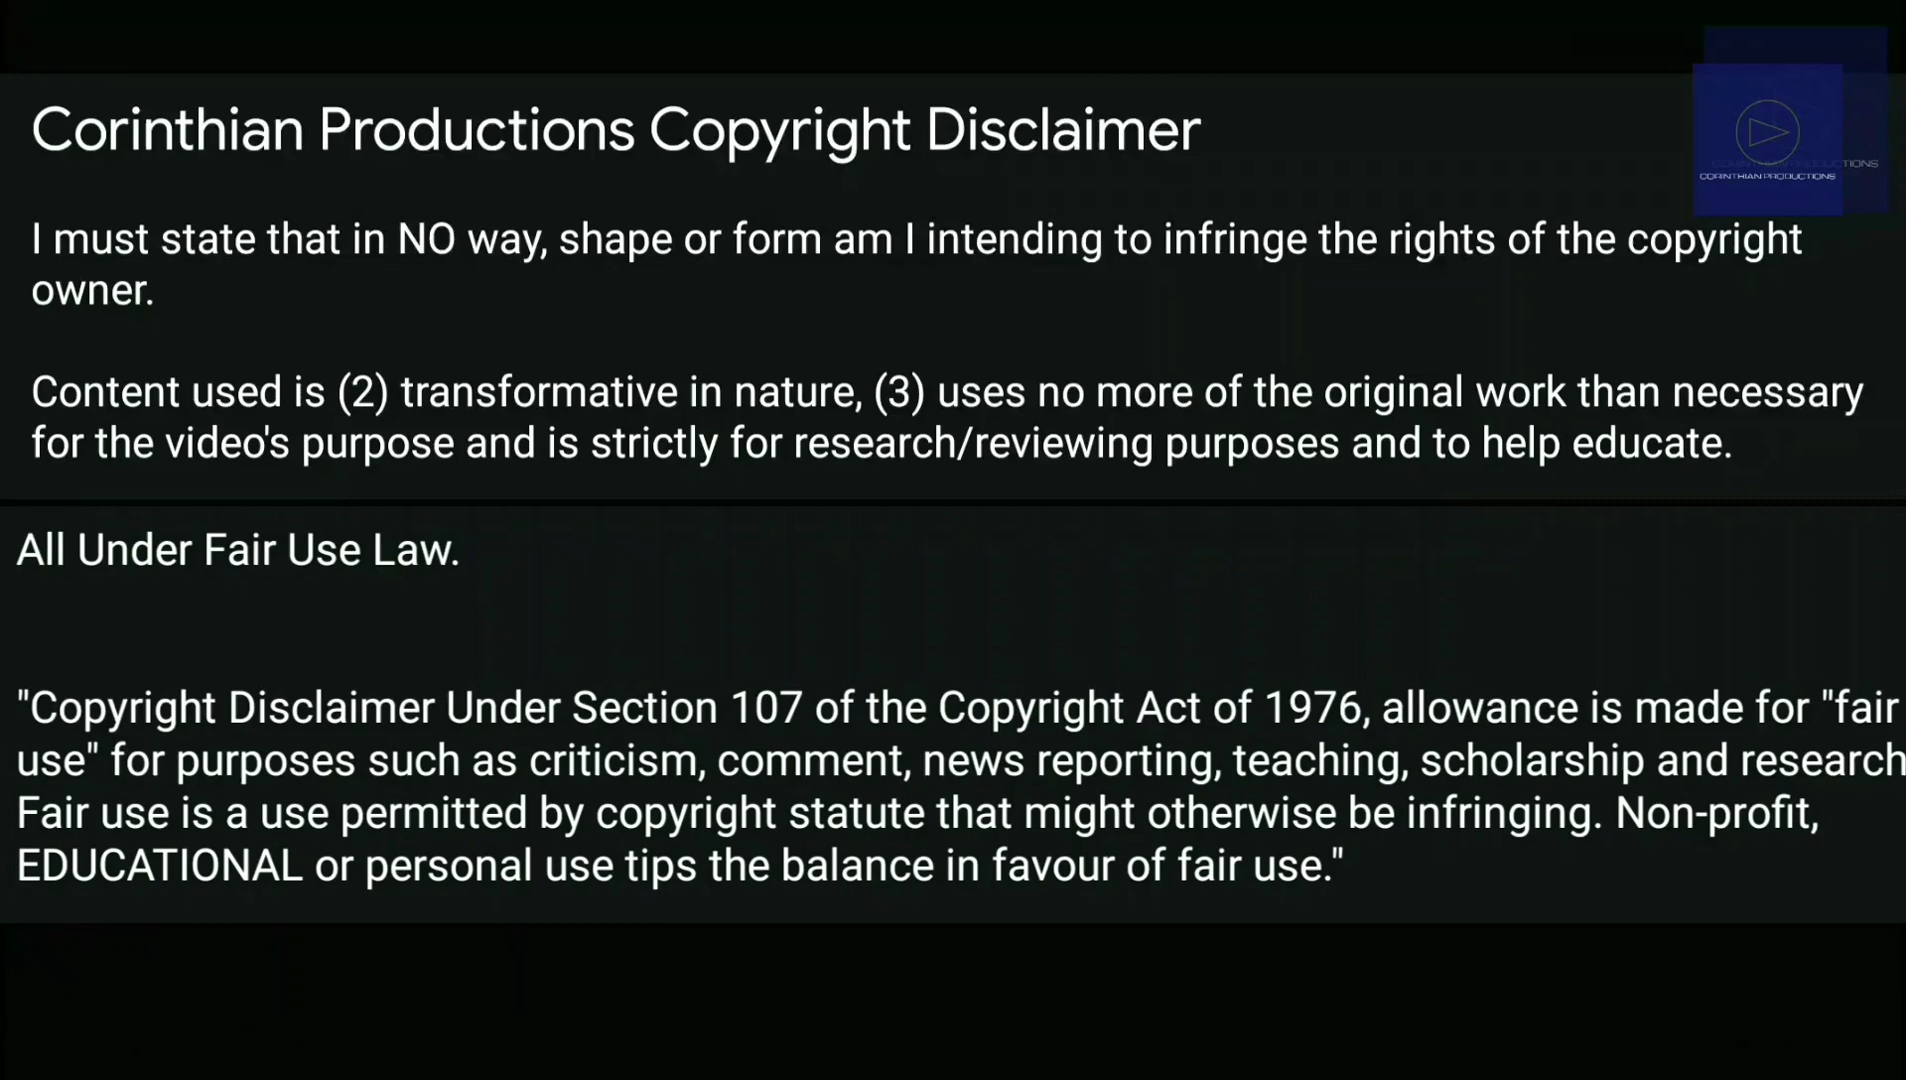 Corinthian Productions Copyright Disclaimer
CORINTHIAN PRODUCTIONS
CORINTHIAN PRODUCTIONS
I must state that in NO way, shape or form am I intending to infringe the rights of the copyright
owner.
Content used is (2) transformative in nature, (3) uses no more of the original work than necessary
for the video's purpose and is strictly for research/reviewing purposes and to help educate.
All Under Fair Use Law.
"Copyright Disclaimer Under Section 107 of the Copyright Act of 1976, allowance is made for "fair
use" for purposes such as criticism, comment, news reporting, teaching, scholarship and research
Fair use is a use permitted by copyright statute that might otherwise be infringing. Non-profit,
EDUCATIONAL or personal use tips the balance in favour of fair use."